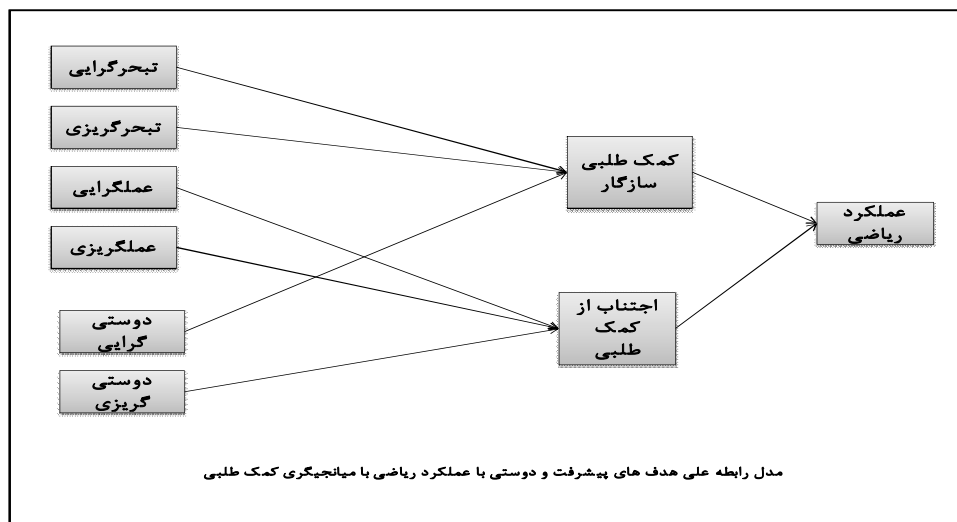 تبحرگرایی
تبحرگریزی
عملگرایی
عملگریزی
دوستی
گرایی
دوستی
گریزی
کمک طلبی
سازگار
اجتناب از
کمک
طلبی
عملکرد
ریاضی
مدل رابطه علی هدف های پیشرفت و دوستی با عملکرد ریاضی با میانجیگری کمک طلبی